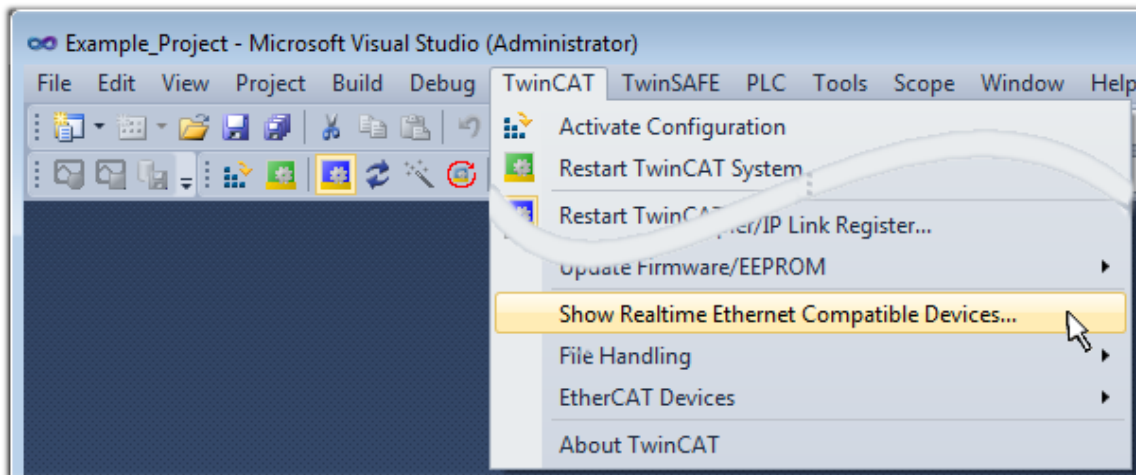 Example_Project - Microsoft Visual Studio (Administrator)
File Edit View Project Build Debug TwinCAT TwinSAFE PLC Tools Scope Window Help
Activate Configuration
Restart TwinCAT System
Restart
/IP Link Register...
Update Firmware/EEPROM
Show Realtime Ethernet Compatible Devices...
File Handling
EtherCAT Devices
About TwinCAT